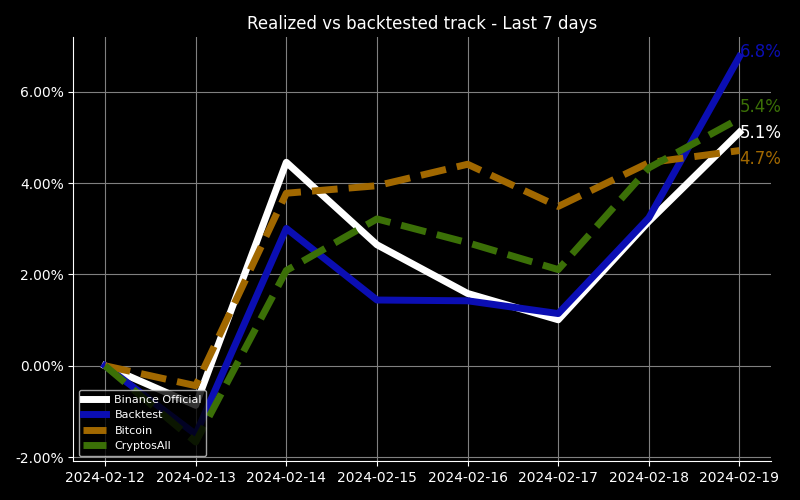 Realized vs backtested track - Last 7 days
6.8%
6.00%
5.4%
5.1%
4.7%
4.00%
2.00%
0.00%
Binance Official
Backtest
Bitcoin
CryptosAll
-2.00%
2024-02-12 2024-02-13 2024-02-14 2024-02-15 2024-02-16 2024-02-17 2024-02-18 2024-02-19